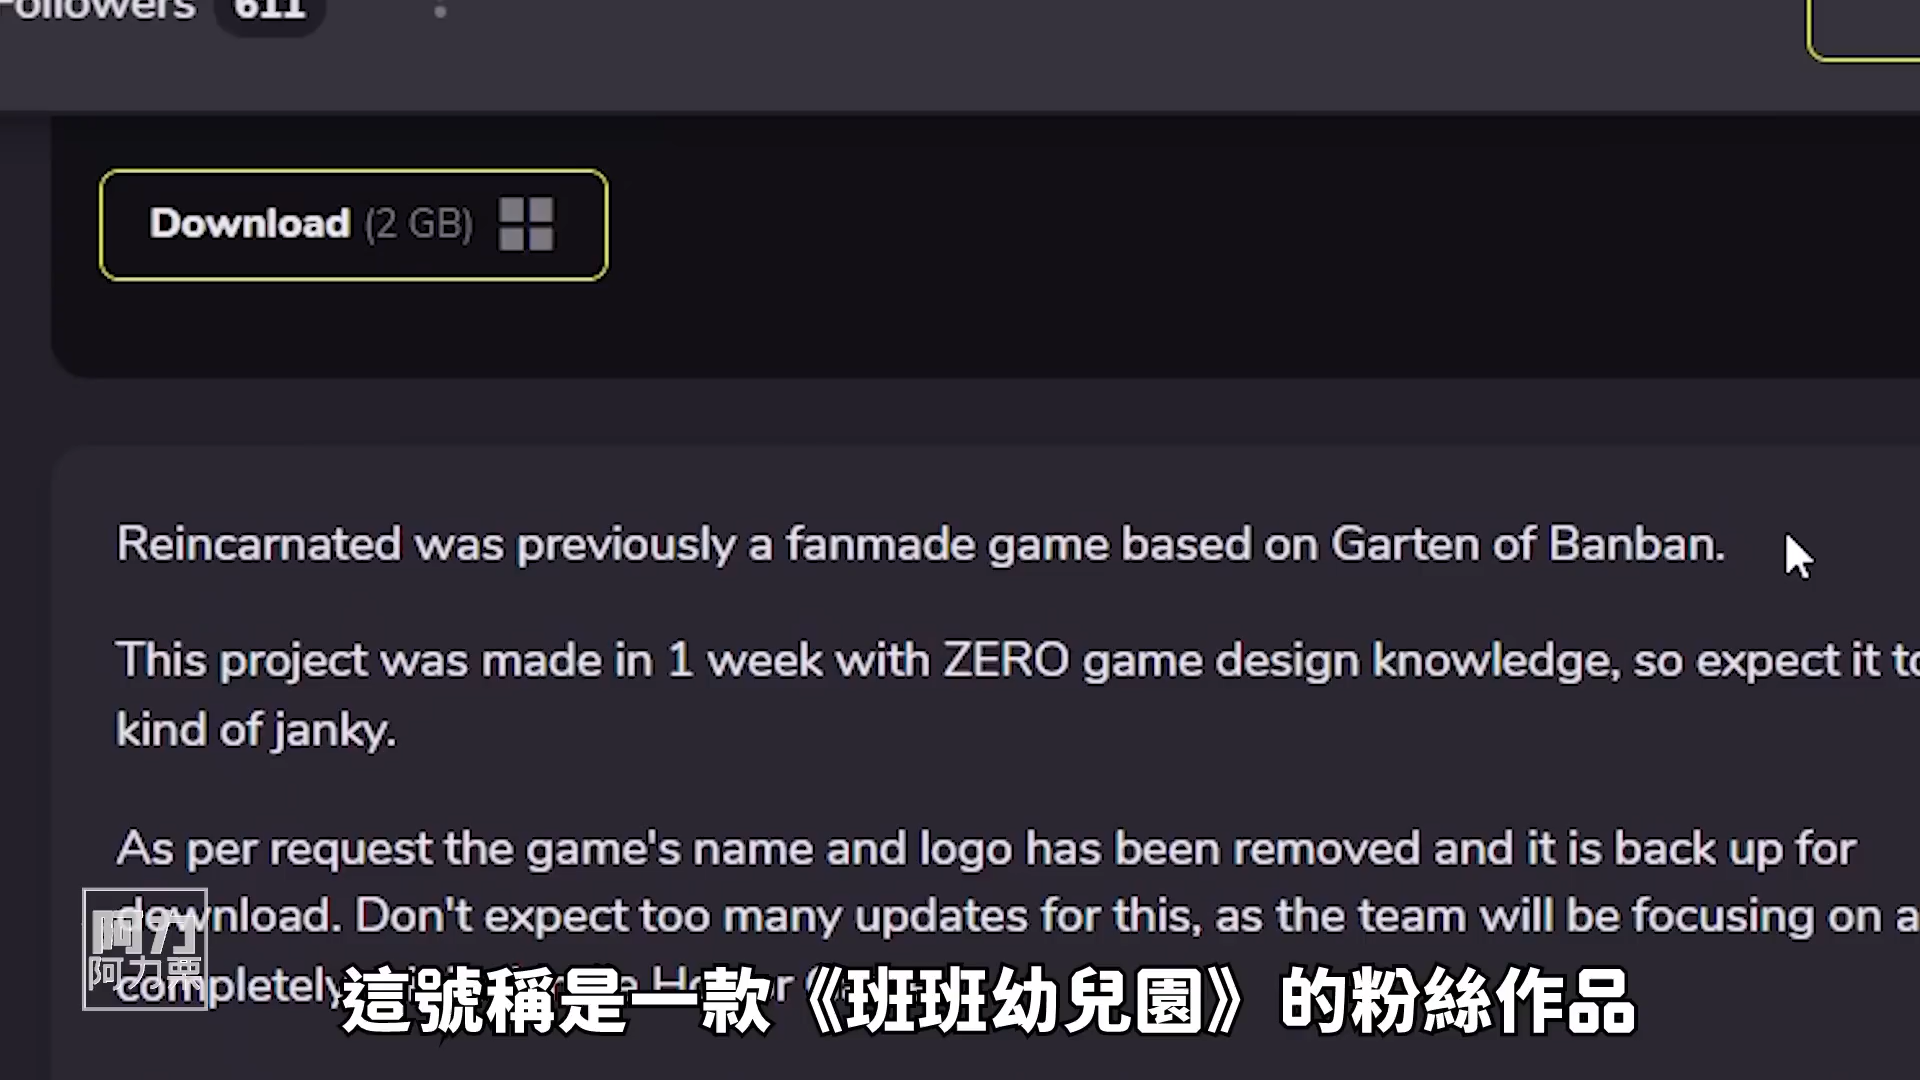 Followers 611
Download (2 GB)
Reincarnated was previously a fanmade game based on Garten of Banban.
This project was made in 1 week with ZERO game design knowledge, so expect it to
kind of janky.
As per request the game's name and logo has been removed and it is back up for
download. Don't expect too many updates for this, as the team will be focusing on a
completely
阿力
阿力栗
這號稱是一款《班班幼兒園》的粉絲作品